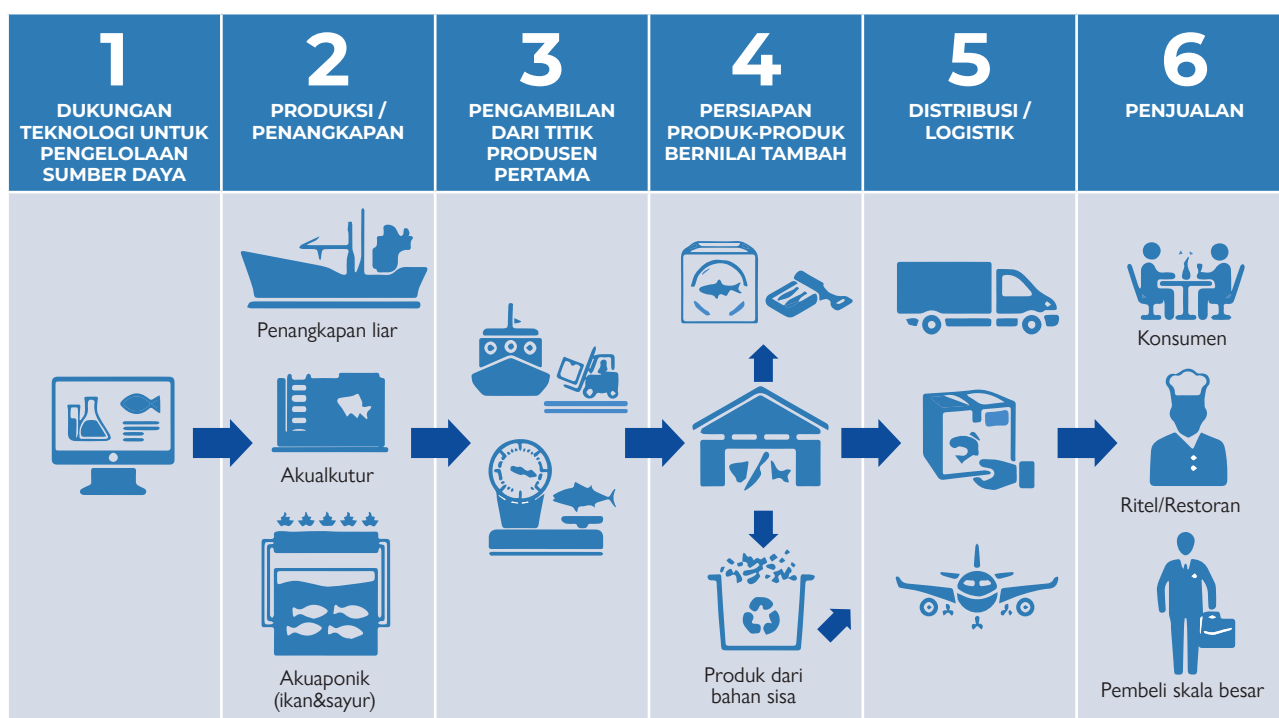 1
DUKUNGAN
TEKNOLOGI UNTUK
PENGELOLAAN
SUMBER DAYA
2
PRODUKSI /
PENANGKAPAN
3
PENGAMBILAN
DARI TITIK
PRODUSEN
PERTAMA
4
PERSIAPAN
PRODUK-PRODUK
BERNILAI TAMBAH
5
DISTRIBUSI /
LOGISTIK
6
PENJUALAN
Penangkapan liar
Akualkutur
Akuaponik
(ikan&sayur)
Produk dari
bahan sisa
Konsumen
Ritel/Restoran
Pembeli skala besar